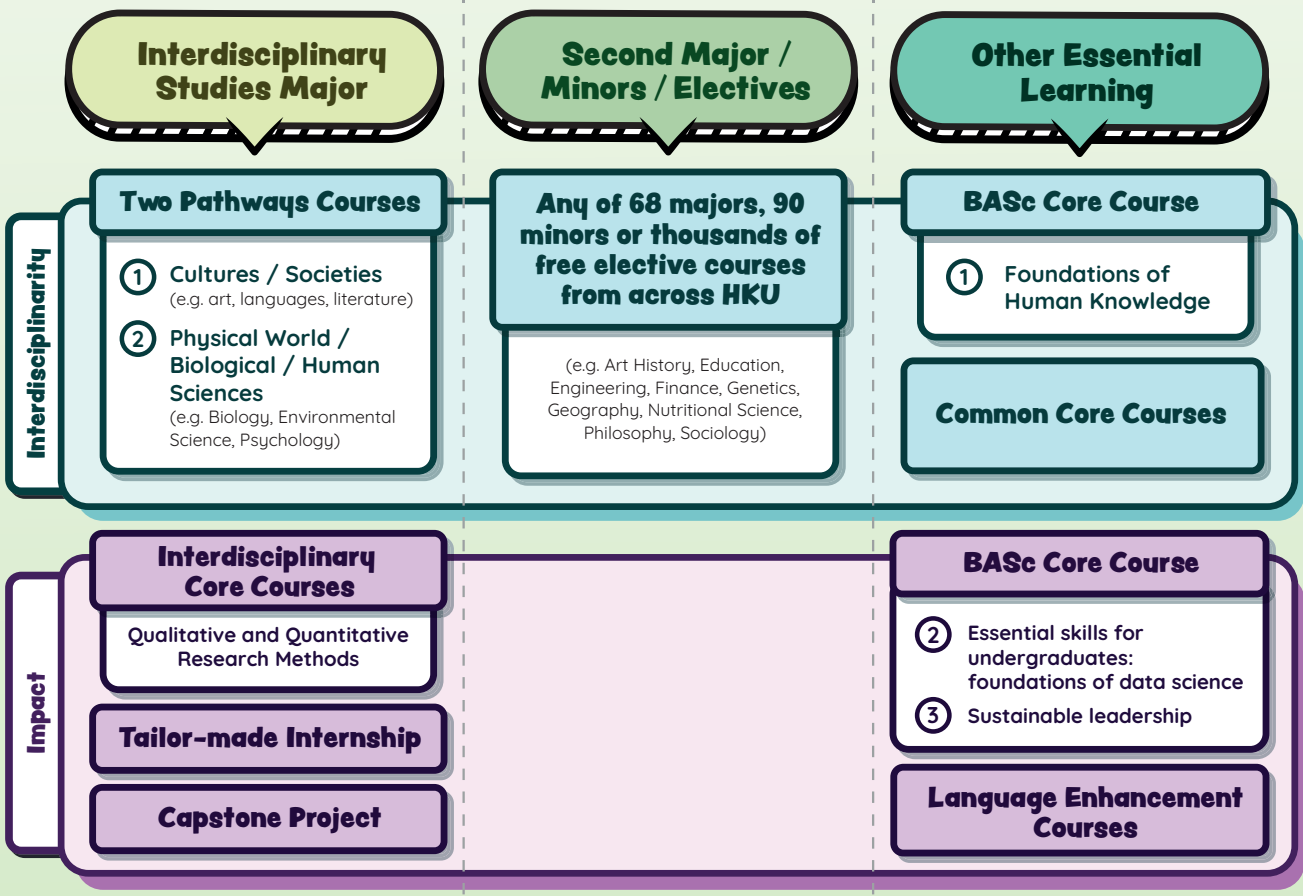 Interdisciplinary
Studies Major
Second Major /
Minors / Electives
Other Essential
Learning
Interdisciplinarity
Two Pathways Courses
1 Cultures / Societies
(e.g. art, languages, literature)
2 Physical World /
Biological / Human
Sciences
(e.g. Biology, Environmental
Science, Psychology)
Any of 68 majors, 90
minors or thousands of
free elective courses
from across HKU
(e.g. Art History, Education,
Engineering, Finance, Genetics,
Geography, Nutritional Science,
Philosophy, Sociology)
BASc Core Course
1 Foundations of
Human Knowledge
Common Core Courses
Impact
Interdisciplinary
Core Courses
Qualitative and Quantitative
Research Methods
Tailor-made Internship
Capstone Project
BASc Core Course
2 Essential skills for
undergraduates:
foundations of data science
3 Sustainable leadership
Language Enhancement
Courses